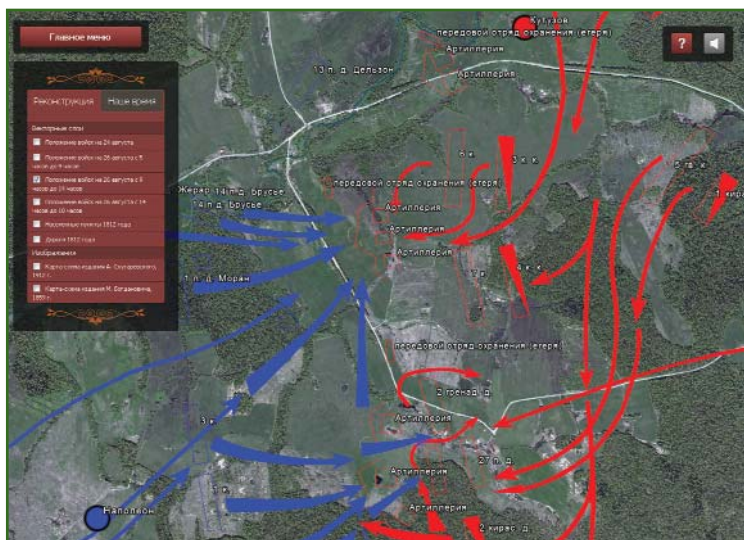 Главное меню
Реконструкция
Наше время
Векторные слои
Положение войск на 24 августа
Положение войск на 26 августа с 5
часов до 9 часов
Положение войск на 26 августа с 9
часов до 14 часов
Положение войск на 26 августа с 14
часов до 18 часов
Населенные пункты 1812 года
Дороги 1812 года
Изображения
Карта-схема издания А.
1912 г.
Карта-схема издания М. Богдановича,
Кутузов
передовой отряд охранения (егеря)
Артиллерия
Артиллерия
13 п. д. Дельзон
?
6 к.
3 к. к.
передовой отряд охранения (егеря)
Жерар
14 п. д. Брусье
14 п. д. Брусье
Артиллерия
Артиллерия
Артиллерия
1 п. д. Моран
7 к.
4 к. к.
5 гв. к.
1 кир
передовой отряд охранения (егеря)
2 гренад. д.
Артиллерия
3 к.
27 п. д.
Артиллерия
1 к.
Артиллерия
Наполеон
2 кирас. д.